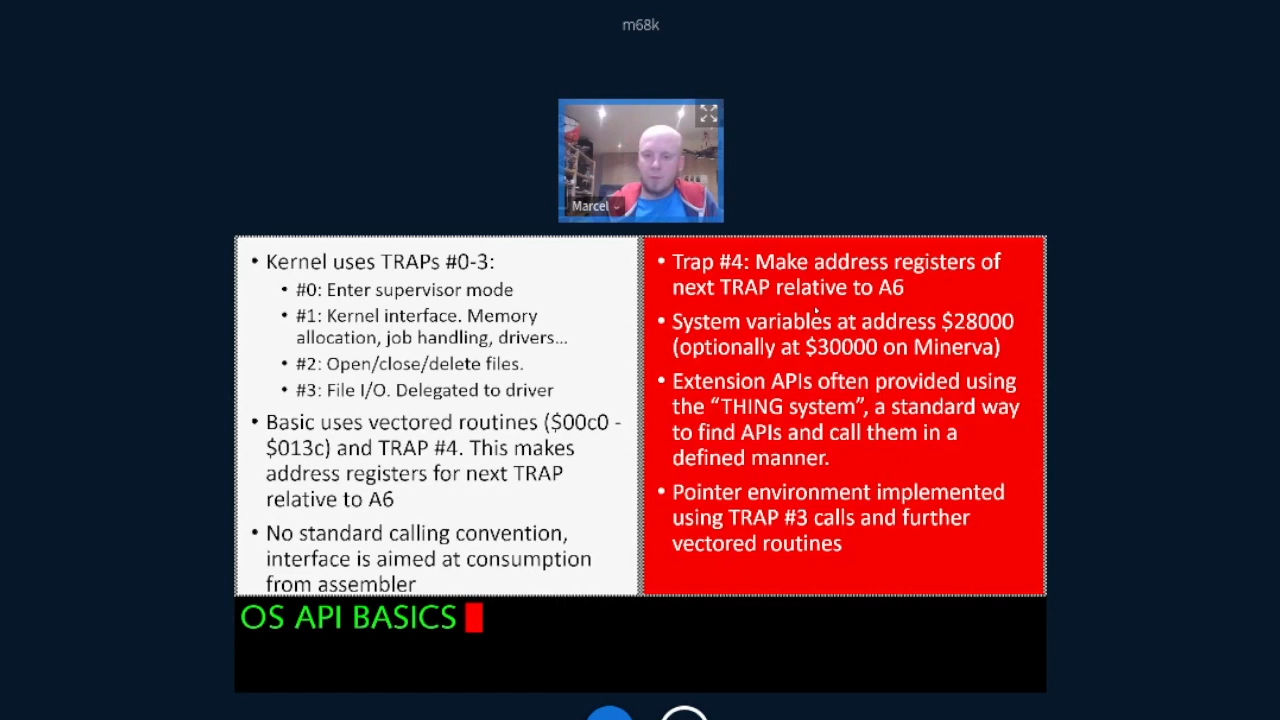 m68k
Marcel
• Kernel uses TRAPs #0-3:
• #0: Enter supervisor mode
• #1: Kernel interface. Memory
allocation, job handling, drivers…
• #2: Open/close/delete files.
• #3: File I/O. Delegated to driver
• Basic uses vectored routines ($00c0 -
$013c) and TRAP #4. This makes
address registers for next TRAP
relative to A6
• No standard calling convention,
interface is aimed at consumption
from assembler
• Trap #4: Make address registers of
next TRAP relative to A6
• System variables at address $28000
(optionally at $30000 on Minerva)
• Extension APIs often provided using
the “THING system”, a standard way
to find APIs and call them in a
defined manner.
• Pointer environment implemented
using TRAP #3 calls and further
vectored routines
OS API BASICS